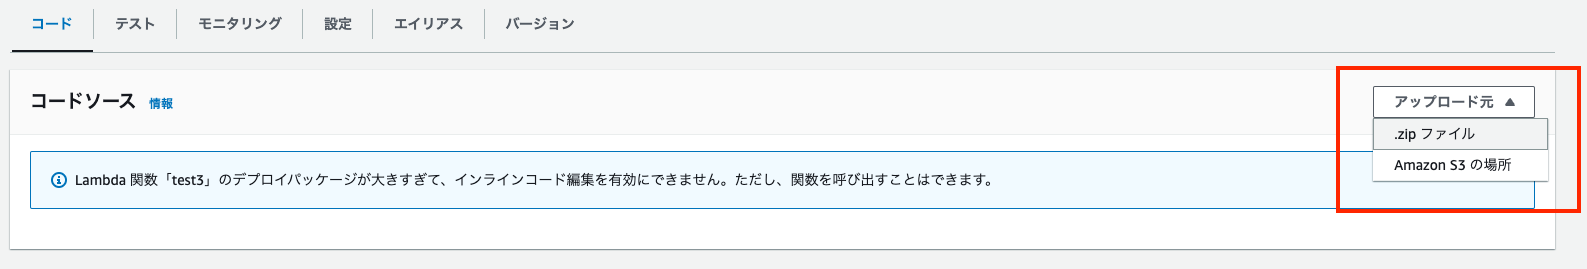 コード テスト モニタリング 設定 エイリアス バージョン
コードソース 情報
アップロード元
.zip ファイル
Amazon S3 の場所
Lambda 関数「test3」のデプロイパッケージが大きすぎて、インラインコード編集を有効にできません。ただし、関数を呼び出すことはできます。